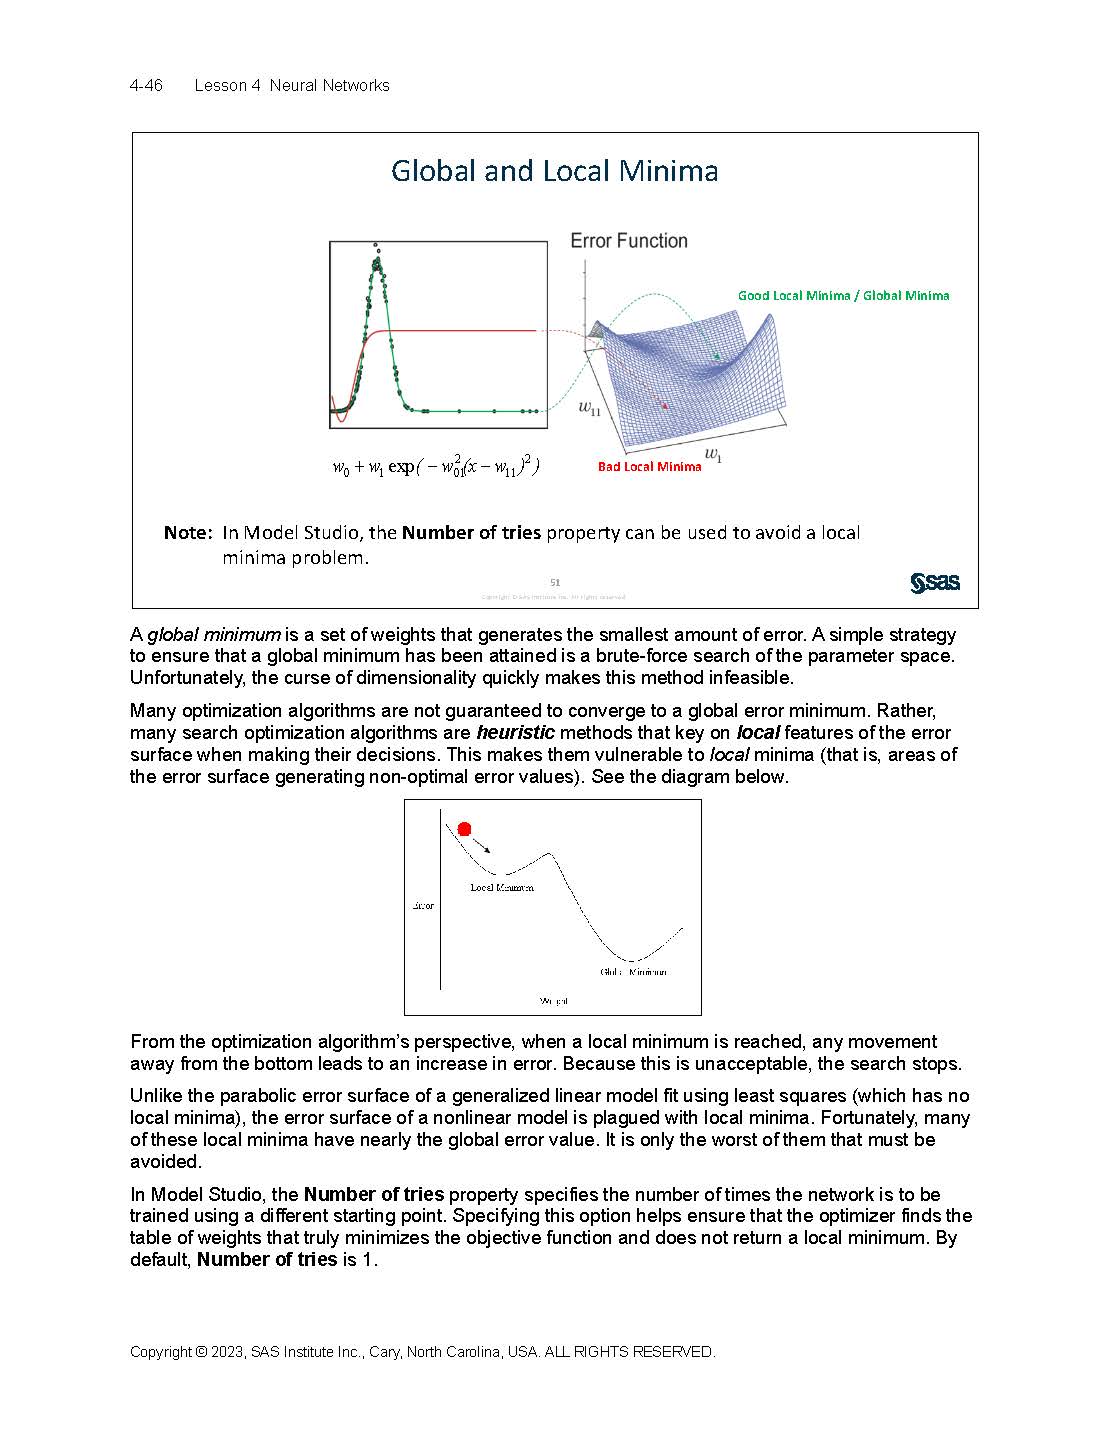 4-46 Lesson 4 Neural Networks
Global and Local Minima
Error Function
Good Local Minima / Global Minima
w11
w1
w0 + w1 exp( − w01²(x − w11)² )
Bad Local Minima
Note: In Model Studio, the Number of tries property can be used to avoid a local
minima problem.
51
Copyright © SAS Institute Inc. All rights reserved.
sas
A global minimum is a set of weights that generates the smallest amount of error. A simple strategy
to ensure that a global minimum has been attained is a brute-force search of the parameter space.
Unfortunately, the curse of dimensionality quickly makes this method infeasible.
Many optimization algorithms are not guaranteed to converge to a global error minimum. Rather,
many search optimization algorithms are heuristic methods that key on local features of the error
surface when making their decisions. This makes them vulnerable to local minima (that is, areas of
the error surface generating non-optimal error values). See the diagram below.
Local Minimum
Error
Global Minimum
Weight
From the optimization algorithm’s perspective, when a local minimum is reached, any movement
away from the bottom leads to an increase in error. Because this is unacceptable, the search stops.
Unlike the parabolic error surface of a generalized linear model fit using least squares (which has no
local minima), the error surface of a nonlinear model is plagued with local minima. Fortunately, many
of these local minima have nearly the global error value. It is only the worst of them that must be
avoided.
In Model Studio, the Number of tries property specifies the number of times the network is to be
trained using a different starting point. Specifying this option helps ensure that the optimizer finds the
table of weights that truly minimizes the objective function and does not return a local minimum. By
default, Number of tries is 1.
Copyright © 2023, SAS Institute Inc., Cary, North Carolina, USA. ALL RIGHTS RESERVED.